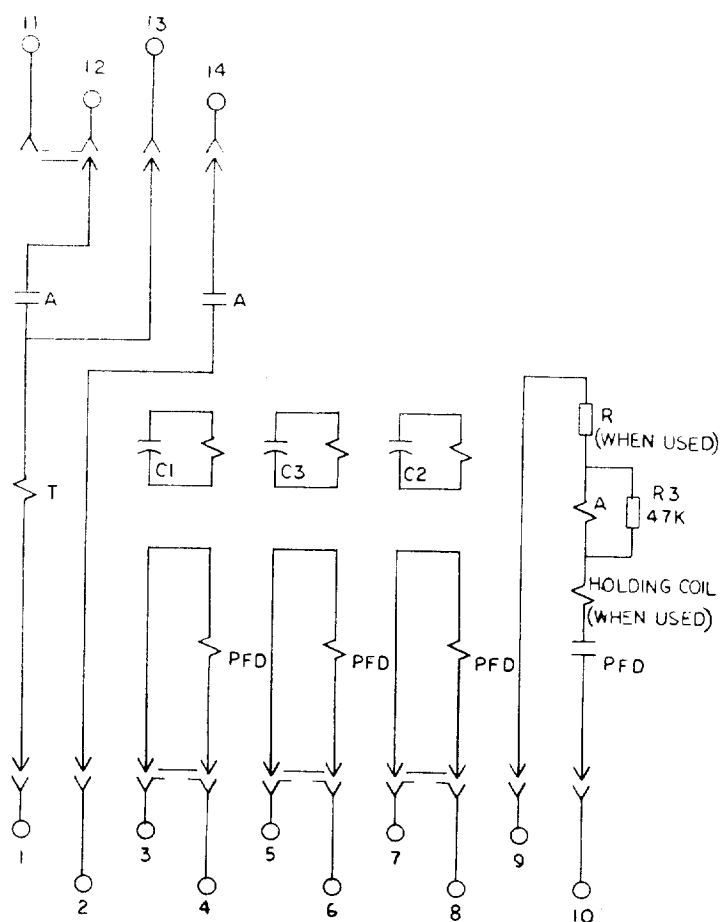 11
13
12
14
A
A
T
C1
C3
C2
R
(WHEN USED)
A
R3
47K
HOLDING COIL
(WHEN USED)
PFD
PFD
PFD
PFD
1
2
3
4
5
6
7
8
9
10